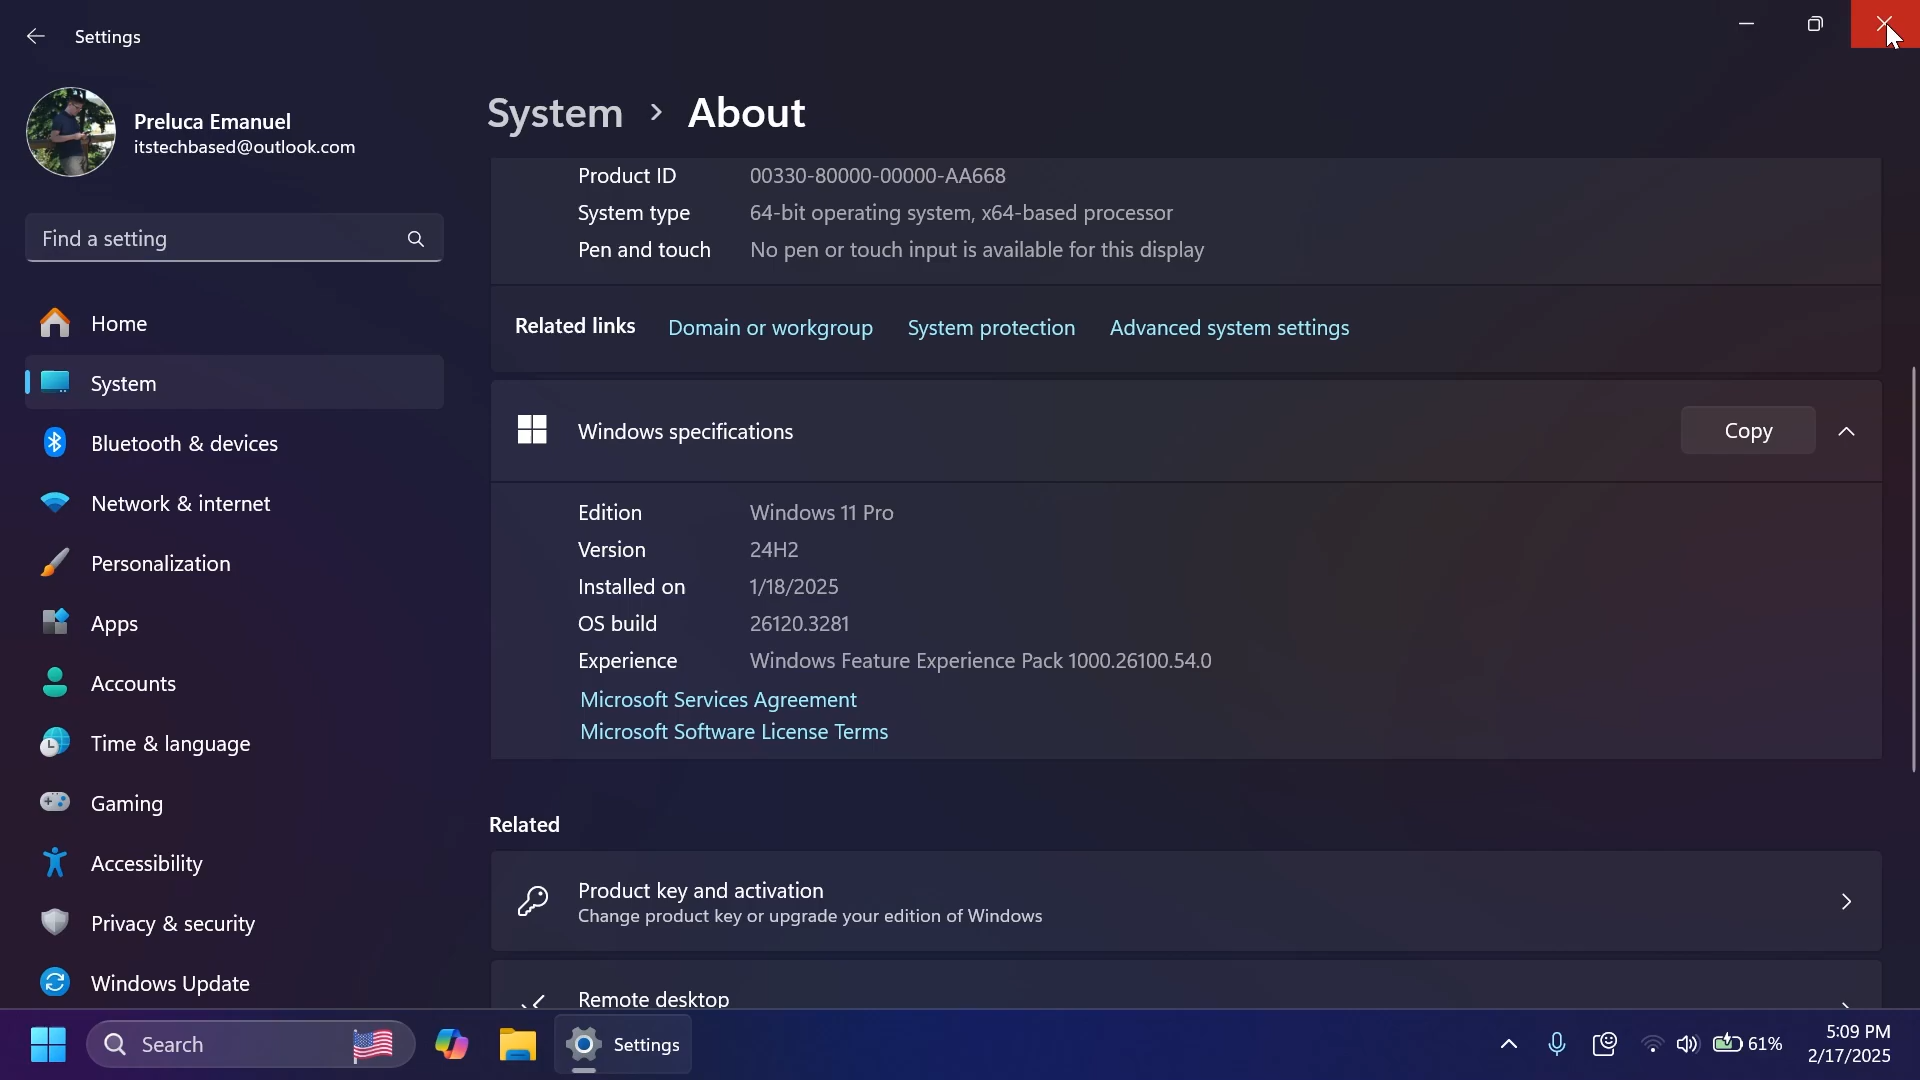 Settings
Preluca Emanuel
itstechbased@outlook.com
Find a setting
Home
System
Bluetooth & devices
Network & internet
Personalization
Apps
Accounts
Time & language
Gaming
Accessibility
Privacy & security
Windows Update
System > About
Product ID 00330-80000-00000-AA668
System type 64-bit operating system, x64-based processor
Pen and touch No pen or touch input is available for this display
Related links Domain or workgroup System protection Advanced system settings
Windows specifications Copy
Edition Windows 11 Pro
Version 24H2
Installed on 1/18/2025
OS build 26120.3281
Experience Windows Feature Experience Pack 1000.26100.54.0
Microsoft Services Agreement
Microsoft Software License Terms
Related
Product key and activation
Change product key or upgrade your edition of Windows
Remote desktop
Search Settings 61% 5:09 PM
2/17/2025